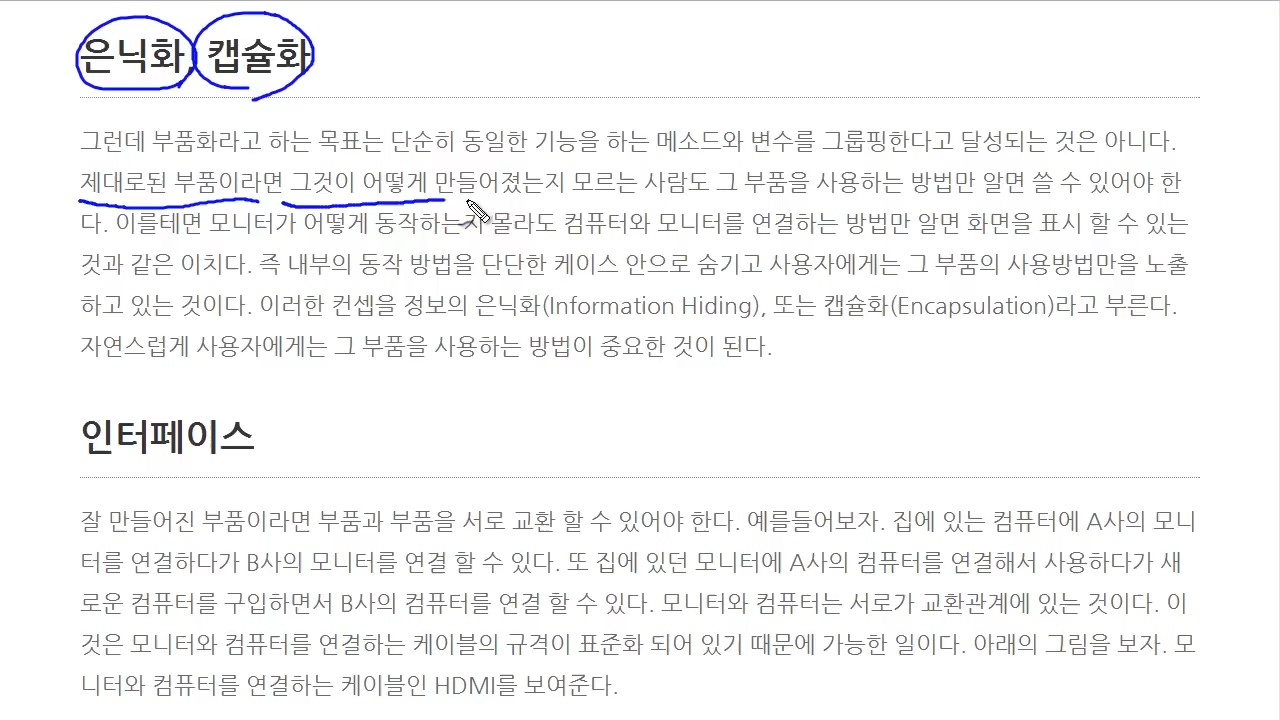 은닉화, 캡슐화
그런데 부품화라고 하는 목표는 단순히 동일한 기능을 하는 메소드와 변수를 그룹핑한다고 달성되는 것은 아니다.
제대로된 부품이라면 그것이 어떻게 만들어졌는지 모르는 사람도 그 부품을 사용하는 방법만 알면 쓸 수 있어야 한
다. 이를테면 모니터가 어떻게 동작하는지 몰라도 컴퓨터와 모니터를 연결하는 방법만 알면 화면을 표시 할 수 있는
것과 같은 이치다. 즉 내부의 동작 방법을 단단한 케이스 안으로 숨기고 사용자에게는 그 부품의 사용방법만을 노출
하고 있는 것이다. 이러한 컨셉을 정보의 은닉화(Information Hiding), 또는 캡슐화(Encapsulation)라고 부른다.
자연스럽게 사용자에게는 그 부품을 사용하는 방법이 중요한 것이 된다.
인터페이스
잘 만들어진 부품이라면 부품과 부품을 서로 교환 할 수 있어야 한다. 예를들어보자. 집에 있는 컴퓨터에 A사의 모니
터를 연결하다가 B사의 모니터를 연결 할 수 있다. 또 집에 있던 모니터에 A사의 컴퓨터를 연결해서 사용하다가 새
로운 컴퓨터를 구입하면서 B사의 컴퓨터를 연결 할 수 있다. 모니터와 컴퓨터는 서로가 교환관계에 있는 것이다. 이
것은 모니터와 컴퓨터를 연결하는 케이블의 규격이 표준화 되어 있기 때문에 가능한 일이다. 아래의 그림을 보자. 모
니터와 컴퓨터를 연결하는 케이블인 HDMI를 보여준다.